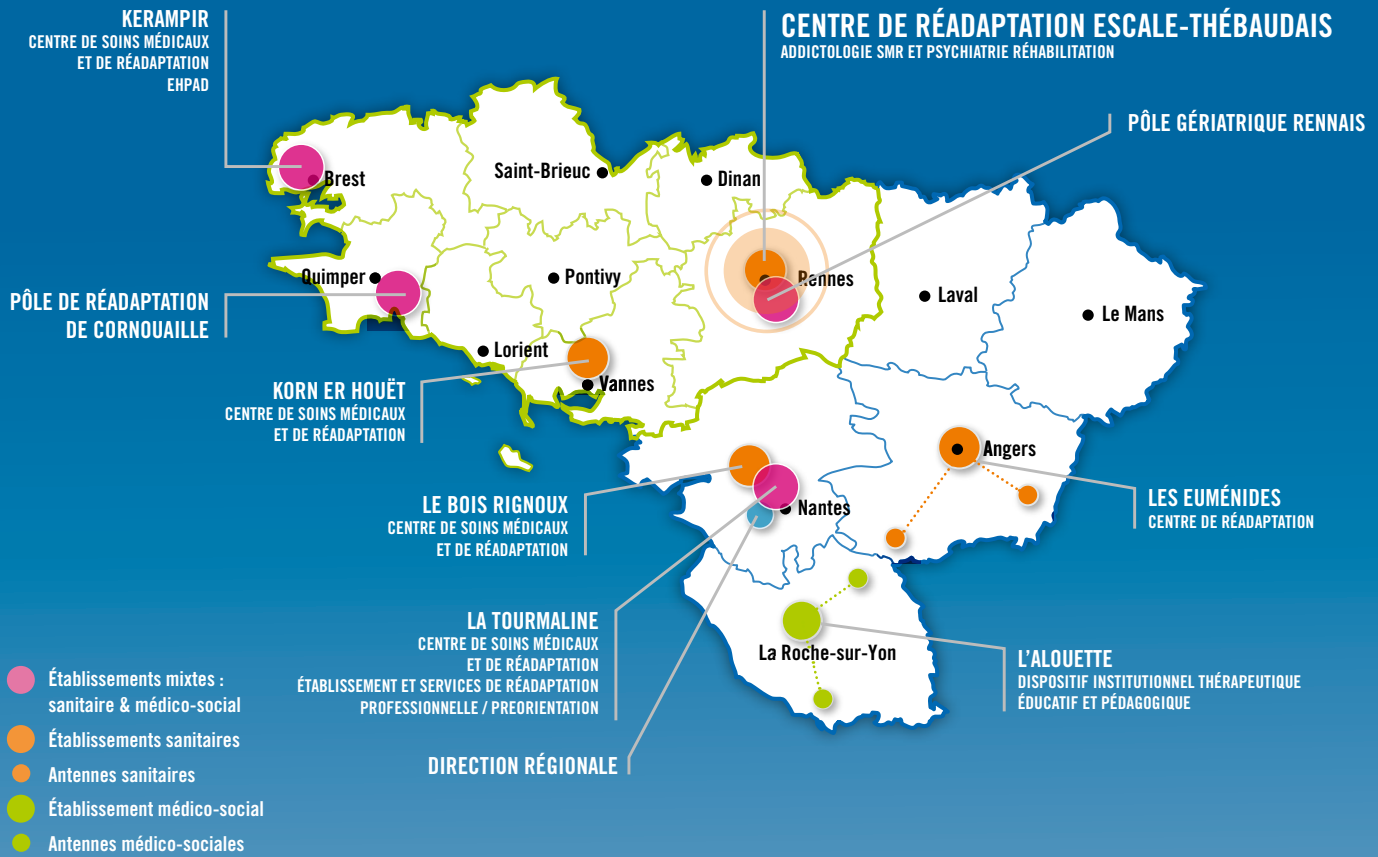 KERAMPIR
CENTRE DE SOINS MÉDICAUX
ET DE RÉADAPTATION
EHPAD
CENTRE DE RÉADAPTATION ESCALE-THÉBAUDAIS
ADDICTOLOGIE SMR ET PSYCHIATRIE RÉHABILITATION
PÔLE GÉRIATRIQUE RENNAIS
Saint-Brieuc
Dinan
Brest
Quimper
Pontivy
Rennes
Laval
Le Mans
PÔLE DE RÉADAPTATION
DE CORNOUAILLE
Lorient
Vannes
KORN ER HOUËT
CENTRE DE SOINS MÉDICAUX
ET DE RÉADAPTATION
Angers
LE BOIS RIGNOUX
CENTRE DE SOINS MÉDICAUX
ET DE RÉADAPTATION
Nantes
LES EUMÉNIDES
CENTRE DE RÉADAPTATION
LA TOURMALINE
CENTRE DE SOINS MÉDICAUX
ET DE RÉADAPTATION
ÉTABLISSEMENT ET SERVICES DE RÉADAPTATION
PROFESSIONNELLE / PREORIENTATION
La Roche-sur-Yon
L'ALOUETTE
DISPOSITIF INSTITUTIONNEL THÉRAPEUTIQUE
ÉDUCATIF ET PÉDAGOGIQUE
DIRECTION RÉGIONALE
Établissements mixtes :
sanitaire & médico-social
Établissements sanitaires
Antennes sanitaires
Établissement médico-social
Antennes médico-sociales